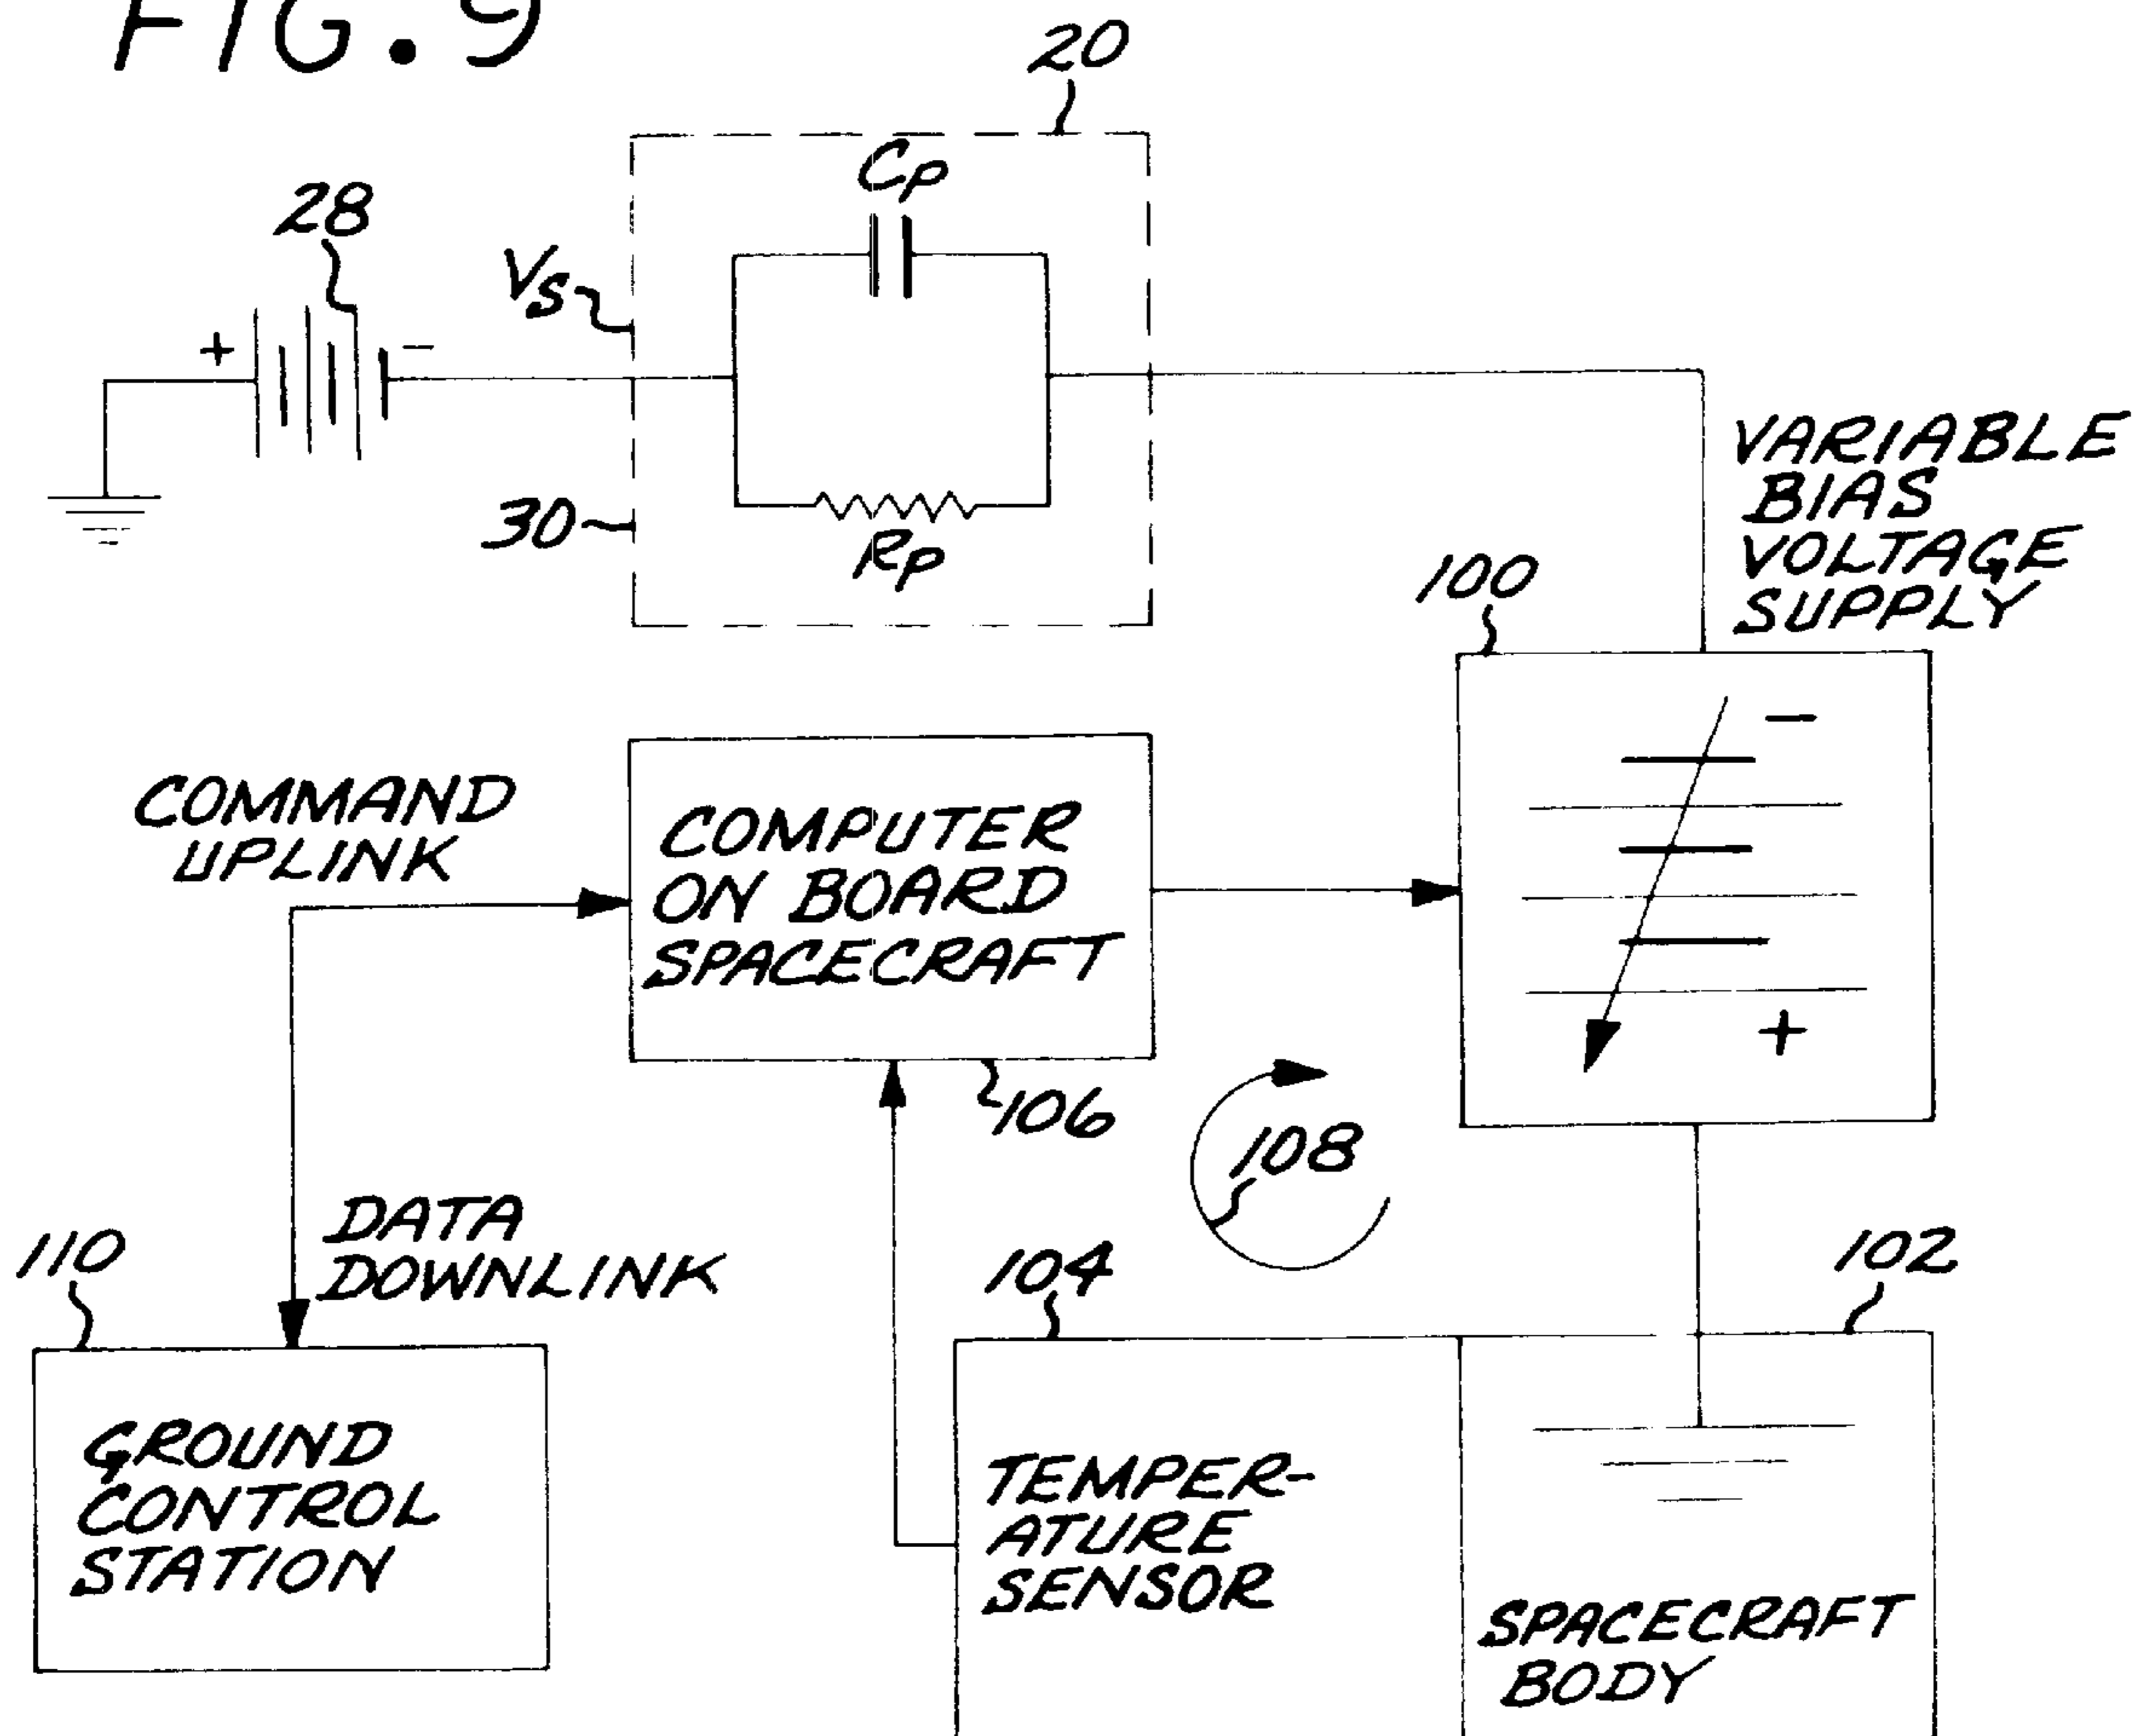 FIG. 9
20
Cp
28
Vs
+
−
30
Rp
VARIABLE
BIAS
VOLTAGE
SUPPLY
100
−
+
COMMAND
UPLINK
COMPUTER
ON BOARD
SPACECRAFT
106
108
DATA
DOWNLINK
110
104
102
GROUND
CONTROL
STATION
TEMPER-
ATURE
SENSOR
SPACECRAFT
BODY